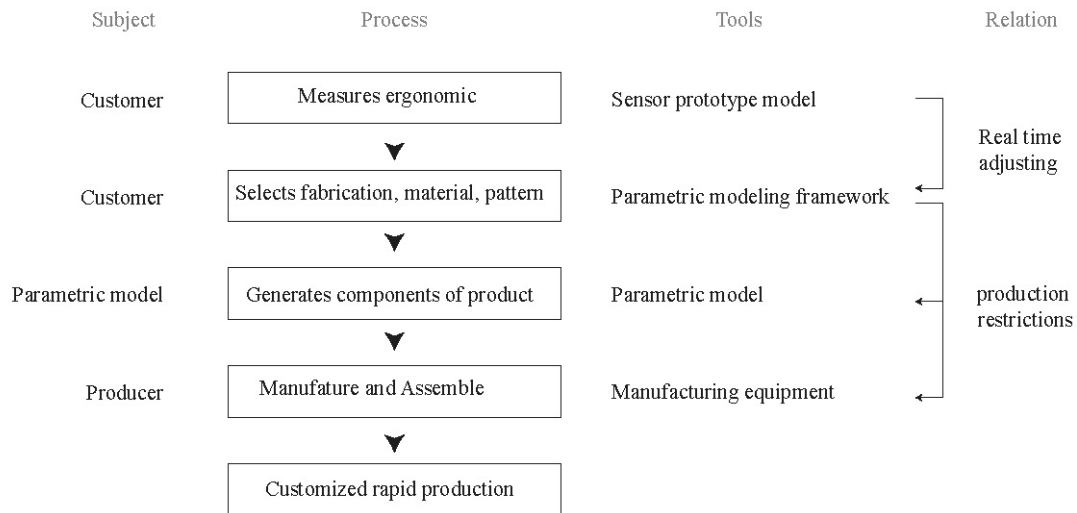 Subject Process Tools Relation
Customer Measures ergonomic Sensor prototype model
Real time
adjusting
Customer Selects fabrication, material, pattern Parametric modeling framework
Parametric model Generates components of product Parametric model production
restrictions
Producer Manufature and Assemble Manufacturing equipment
Customized rapid production